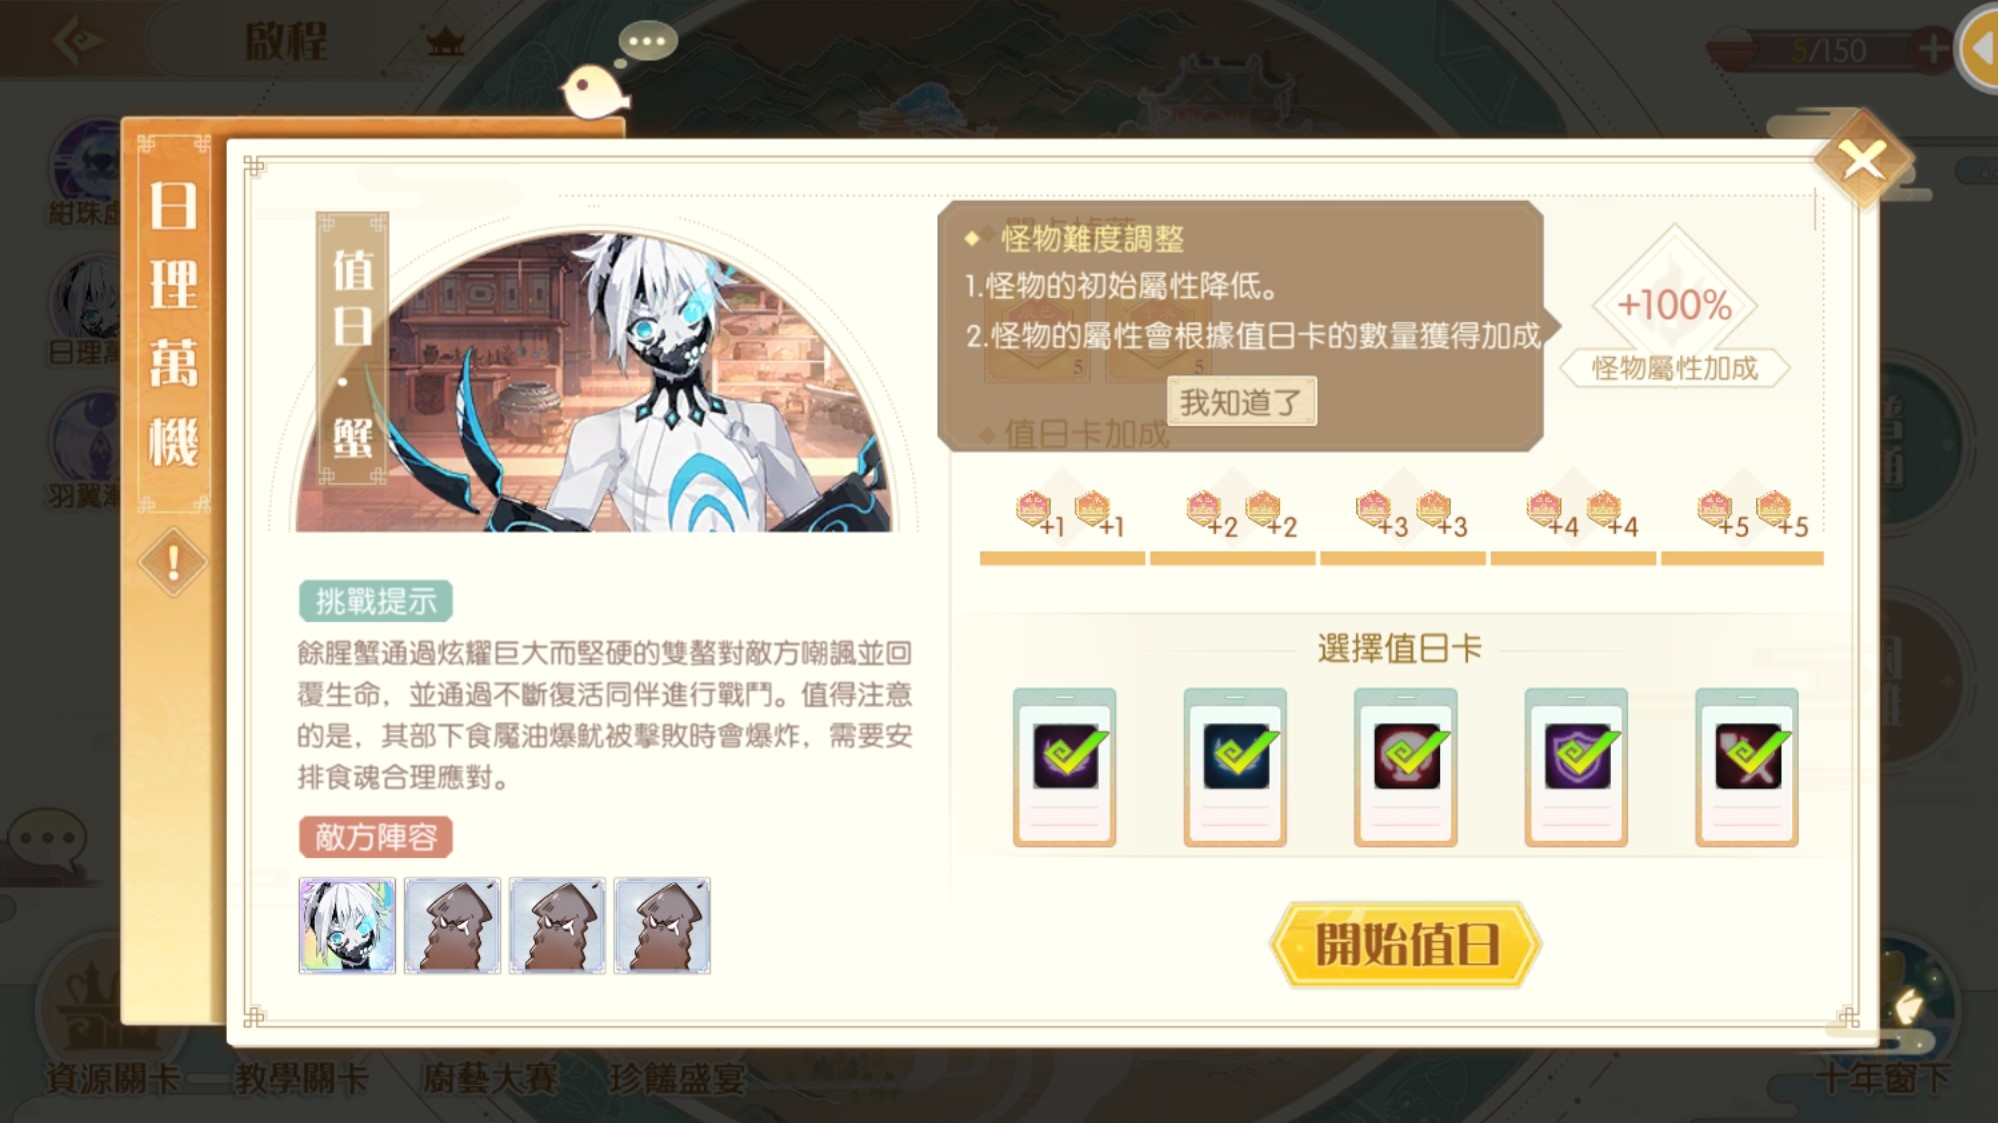 啟程
5/150
日理萬機
值日·蟹
怪物難度調整
1.怪物的初始屬性降低。
2.怪物的屬性會根據值日卡的數量獲得加成
5
5
我知道了
+100%
怪物屬性加成
值日卡加成
+1 +1 +2 +2 +3 +3 +4 +4 +5 +5
挑戰提示
餘腥蟹通過炫耀巨大而堅硬的雙螯對敵方嘲諷並回
覆生命，並通過不斷復活同伴進行戰鬥。值得注意
的是，其部下食魘油爆魷被擊敗時會爆炸，需要安
排食魂合理應對。
敵方陣容
選擇值日卡
開始值日
資源關卡
教學關卡
廚藝大賽
珍饈盛宴
十年窗下